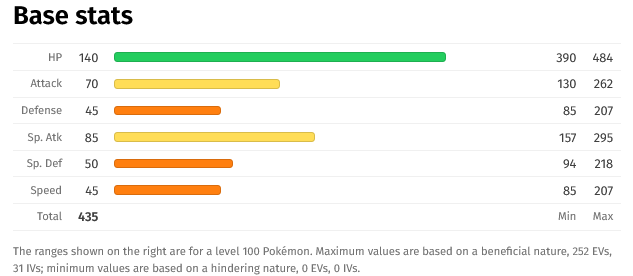 Base stats
HP 140 390 484
Attack 70 130 262
Defense 45 85 207
Sp. Atk 85 157 295
Sp. Def 50 94 218
Speed 45 85 207
Total 435 Min Max
The ranges shown on the right are for a level 100 Pokémon. Maximum values are based on a beneficial nature, 252 EVs,
31 IVs; minimum values are based on a hindering nature, 0 EVs, 0 IVs.